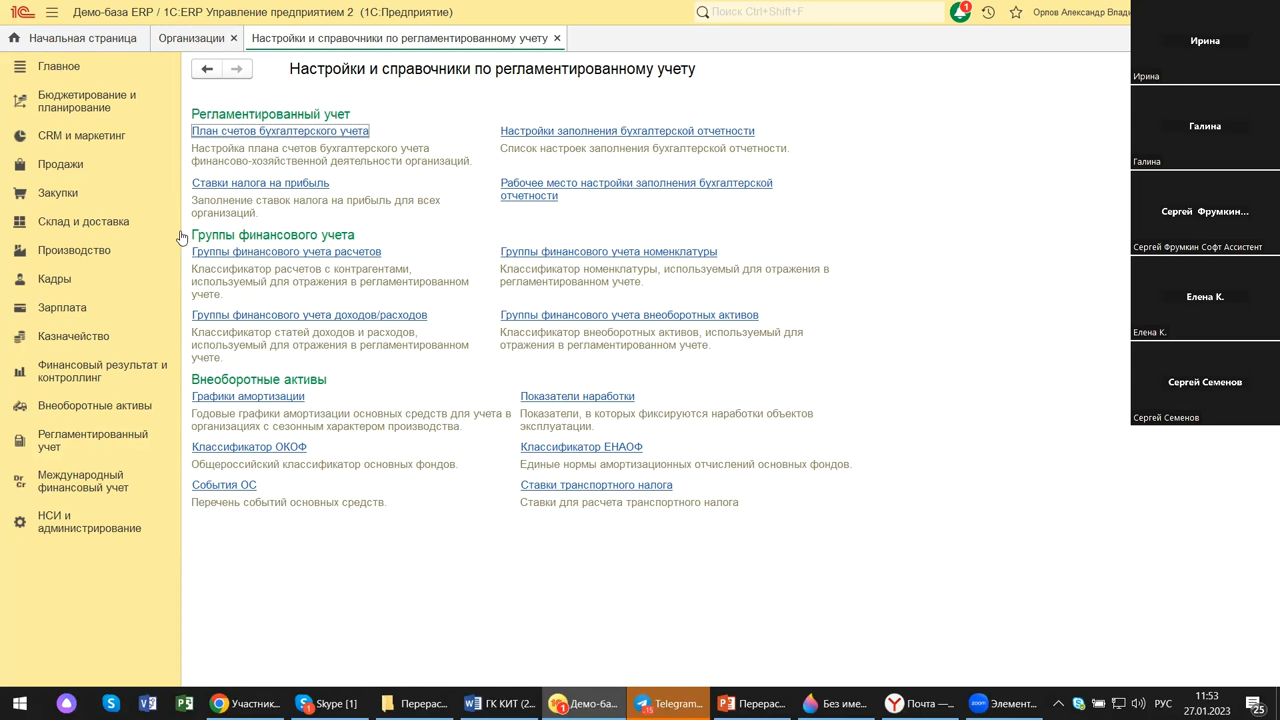 Демо-база ERP / 1С:ERP Управление предприятием 2 (1С:Предприятие)
Поиск Ctrl+Shift+F
1
Орлов Александр Влади
Начальная страница
Организации ×
Настройки и справочники по регламентированному учету ×
Главное
Бюджетирование и
планирование
CRM и маркетинг
Продажи
Закупки
Склад и доставка
Производство
Кадры
Зарплата
Казначейство
Финансовый результат и
контроллинг
Внеоборотные активы
Регламентированный
учет
Dr
Cr
Международный
финансовый учет
НСИ и
администрирование
Настройки и справочники по регламентированному учету
Регламентированный учет
План счетов бухгалтерского учета
Настройка плана счетов бухгалтерского учета
финансово-хозяйственной деятельности организаций.
Настройки заполнения бухгалтерской отчетности
Список настроек заполнения бухгалтерской отчетности.
Ставки налога на прибыль
Заполнение ставок налога на прибыль для всех
организаций.
Рабочее место настройки заполнения бухгалтерской
отчетности
Группы финансового учета
Группы финансового учета расчетов
Классификатор расчетов с контрагентами,
используемый для отражения в регламентированном
учете.
Группы финансового учета номенклатуры
Классификатор номенклатуры, используемый для отражения в
регламентированном учете.
Группы финансового учета доходов/расходов
Классификатор статей доходов и расходов,
используемый для отражения в регламентированном
учете.
Группы финансового учета внеоборотных активов
Классификатор внеоборотных активов, используемый для
отражения в регламентированном учете.
Внеоборотные активы
Графики амортизации
Годовые графики амортизации основных средств для учета в
организациях с сезонным характером производства.
Показатели наработки
Показатели, в которых фиксируются наработки объектов
эксплуатации.
Классификатор ОКОФ
Общероссийский классификатор основных фондов.
Классификатор ЕНАОФ
Единые нормы амортизационных отчислений основных фондов.
События ОС
Перечень событий основных средств.
Ставки транспортного налога
Ставки для расчета транспортного налога
Ирина
Ирина
Галина
Галина
Сергей Фрумкин...
Сергей Фрумкин Софт Ассистент
Елена К.
Елена К.
Сергей Семенов
Сергей Семенов
Участник...
Skype [1]
Перерас...
ГК КИТ (2...
Демо-ба...
Telegram...
Перерас...
Без име...
Почта —...
Элемент...
РУС
11:53
27.01.2023
25